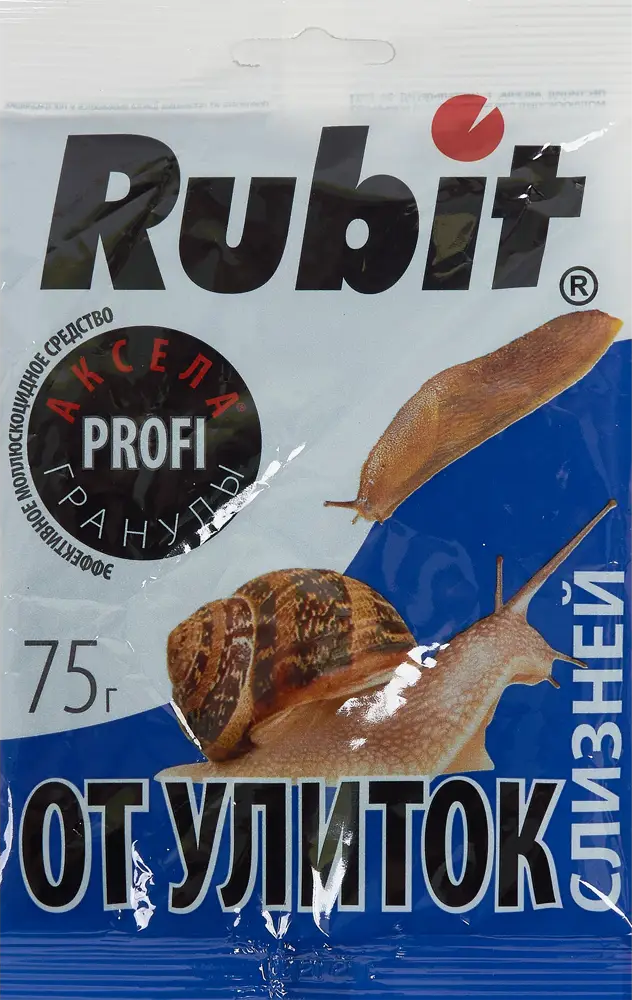 Rubit®
ЭФФЕКТИВНОЕ МОЛЛЮСКОЦИДНОЕ СРЕДСТВО
АКСЕЛА®
PROFI
ГРАНУЛЫ
75г
ОТ УЛИТОК
СЛИЗНЕЙ